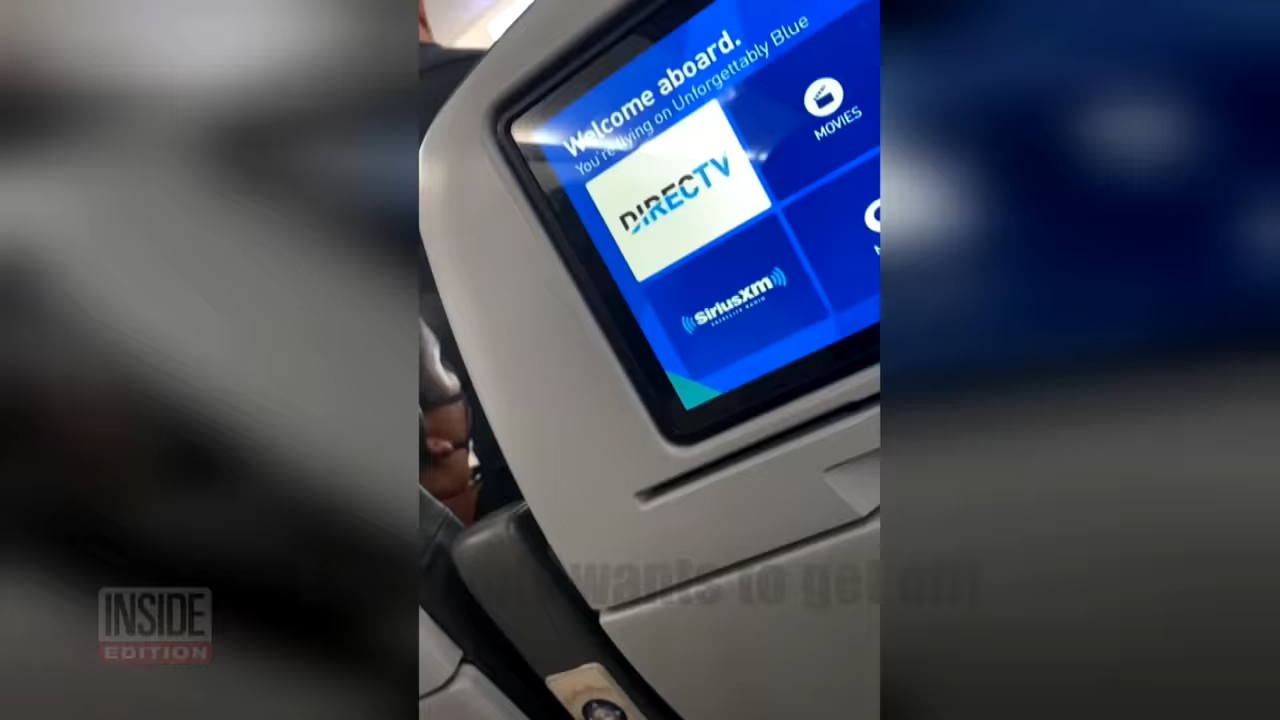 Welcome aboard.
You're flying on Unforgettably Blue
MOVIES
DIRECTV
SiriusXM
SATELLITE RADIO
wants to get off
INSIDE
EDITION